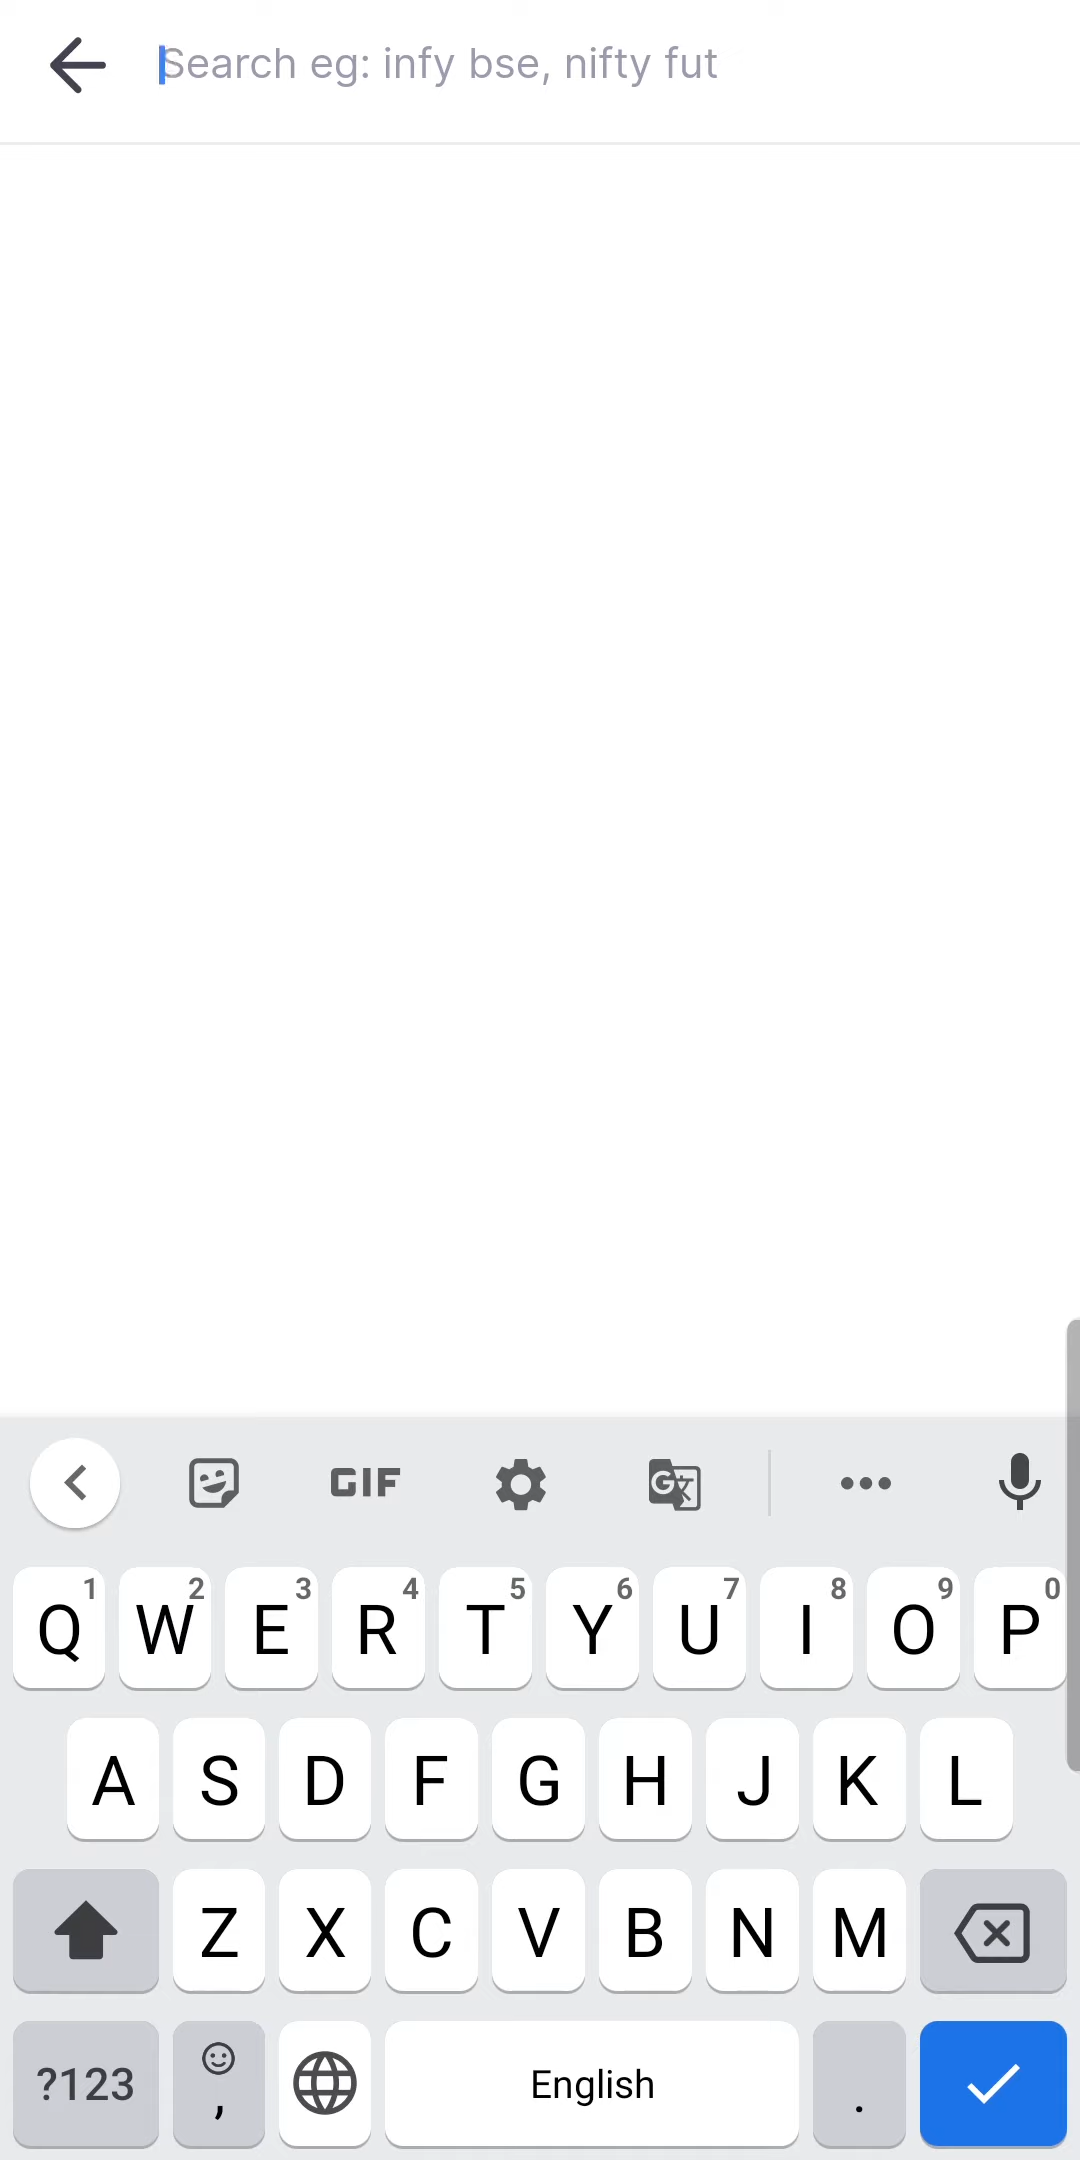 Search eg: infy bse, nifty fut
GIF
G 文
1 2 3 4 5 6 7 8 9 0
Q W E R T Y U I O P
A S D F G H J K L
Z X C V B N M
?123 , English .